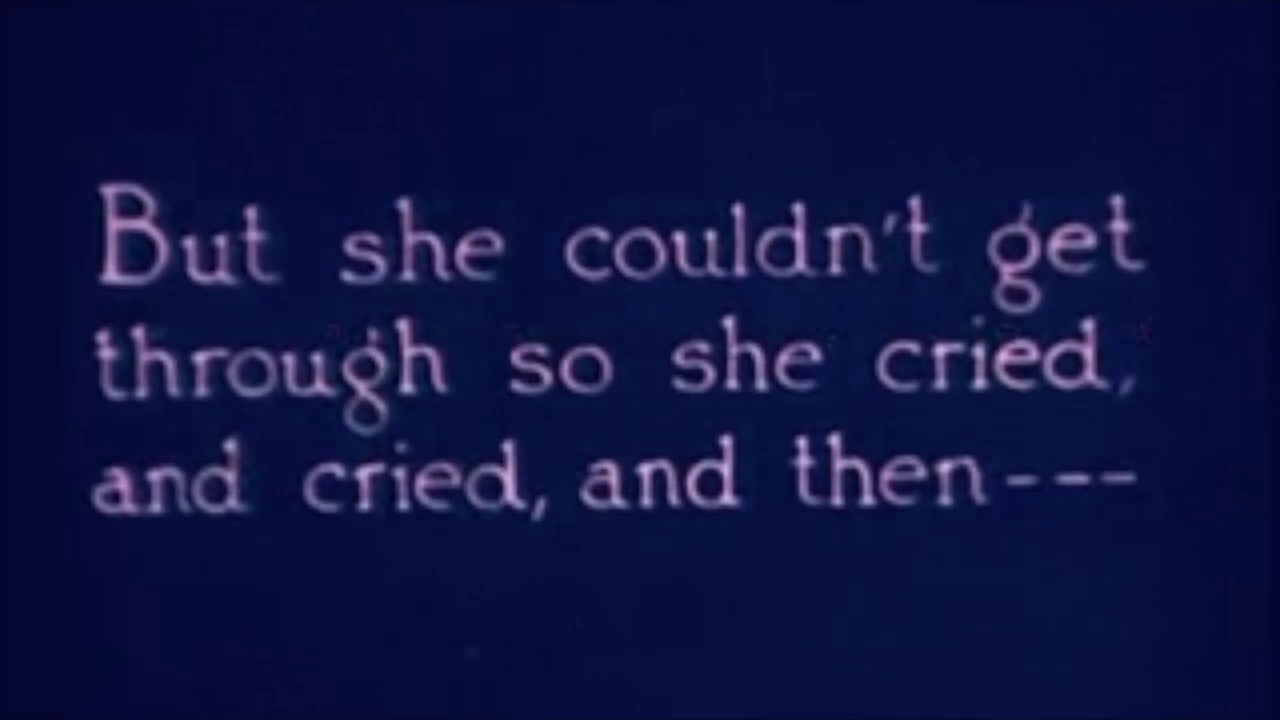 But she couldn't get
through so she cried,
and cried, and then---